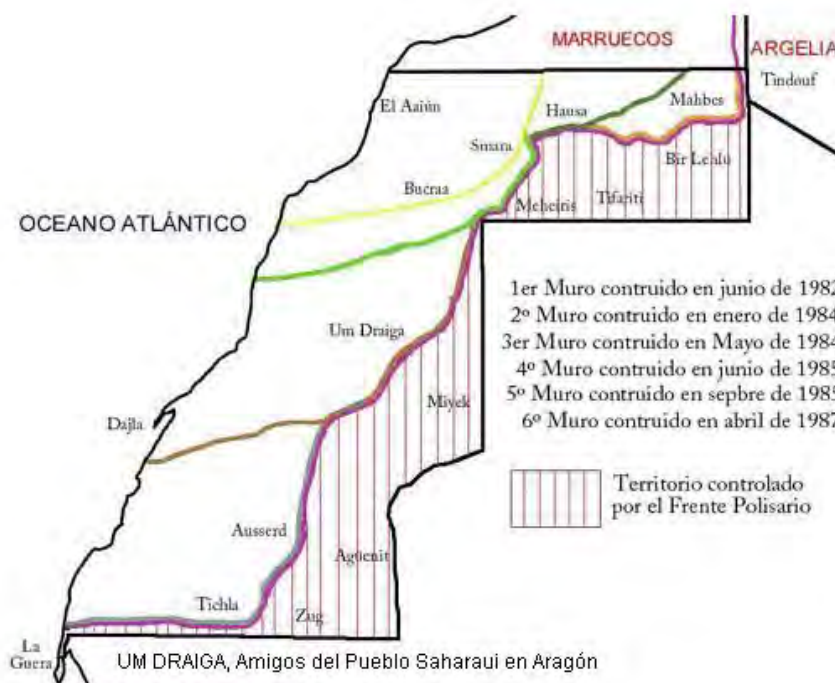 MARRUECOS
ARGELIA
Tindouf
El Aaiún
Hausa
Mahbes
Smara
Bir Lehlu
Bucraa
Meheiris
Tifariti
OCEANO ATLÁNTICO
1er Muro contruido en junio de 1982
2º Muro contruido en enero de 1984
3er Muro contruido en Mayo de 1984
4º Muro contruido en junio de 1985
5º Muro contruido en sepbre de 1985
6º Muro contruido en abril de 1987
Um Draiga
Miyek
Dajla
Territorio controlado
por el Frente Polisario
Ausserd
Agüenit
Tichla
Zug
La
Guera
UM DRAIGA, Amigos del Pueblo Saharaui en Aragón